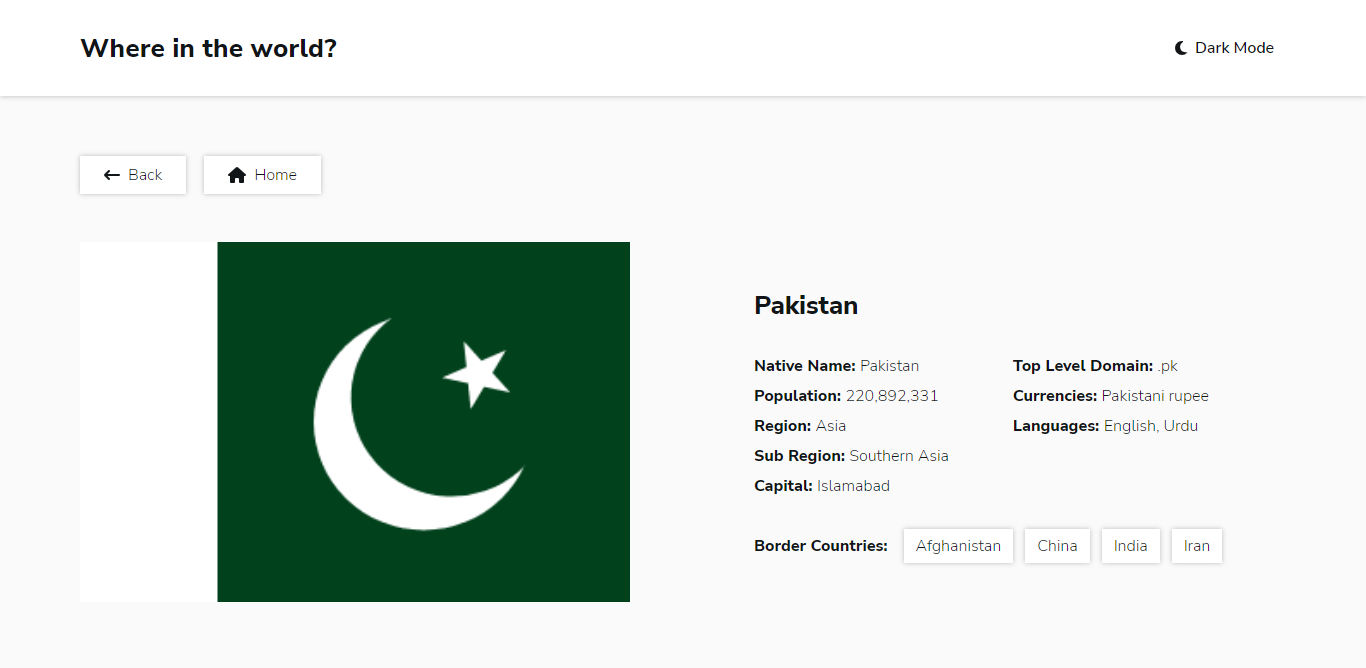 Where in the world?
Dark Mode
Back
Home
Pakistan
Native Name: Pakistan
Population: 220,892,331
Region: Asia
Sub Region: Southern Asia
Capital: Islamabad
Top Level Domain: .pk
Currencies: Pakistani rupee
Languages: English, Urdu
Border Countries: Afghanistan China India Iran